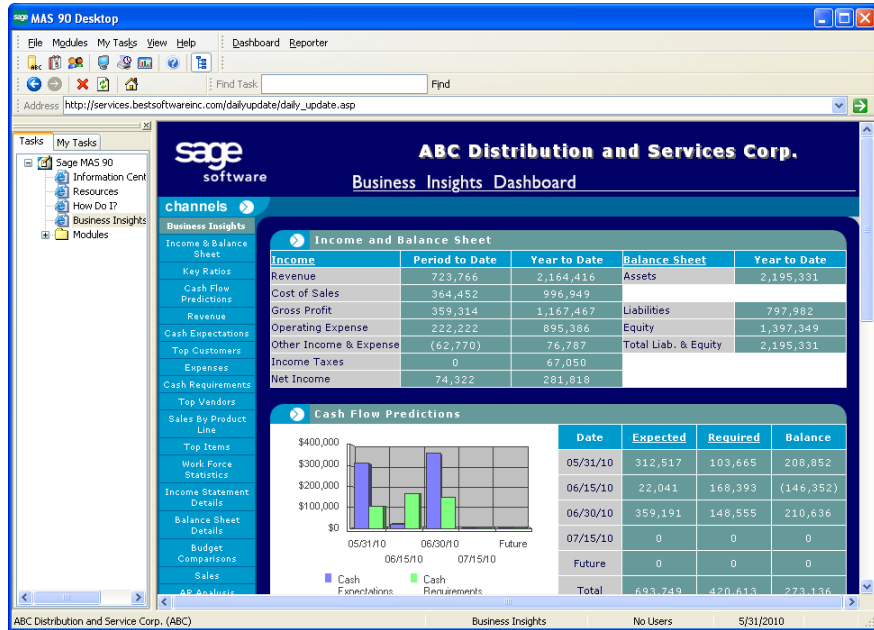 sage MAS 90 Desktop
File Modules My Tasks View Help Dashboard Reporter
Find Task Find
Address http://services.bestsoftwareinc.com/dailyupdate/daily_update.asp
Tasks My Tasks
Sage MAS 90
Information Cent
Resources
How Do I?
Business Insights
Modules
sage
software
ABC Distribution and Services Corp.
Business Insights Dashboard
channels
Business Insights
Income & Balance
Sheet
Key Ratios
Cash Flow
Predictions
Revenue
Cash Expectations
Top Customers
Expenses
Cash Requirements
Top Vendors
Sales By Product
Line
Top Items
Work Force
Statistics
Income Statement
Details
Balance Sheet
Details
Budget
Comparisons
Sales
AR Analysis
Income and Balance Sheet
Income Period to Date Year to Date Balance Sheet Year to Date
Revenue 723,766 2,164,416 Assets 2,195,331
Cost of Sales 364,452 996,949
Gross Profit 359,314 1,167,467 Liabilities 797,982
Operating Expense 222,222 895,386 Equity 1,397,349
Other Income & Expense (62,770) 76,787 Total Liab. & Equity 2,195,331
Income Taxes 0 67,050
Net Income 74,322 281,818
Cash Flow Predictions
$400,000
$300,000
$200,000
$100,000
$0
05/31/10 06/30/10 Future
06/15/10 07/15/10
Cash Cash
Expectations Requirements
Date Expected Required Balance
05/31/10 312,517 103,665 208,852
06/15/10 22,041 168,393 (146,352)
06/30/10 359,191 148,555 210,636
07/15/10 0 0 0
Future 0 0 0
Total 693,749 420,613 273,136
ABC Distribution and Service Corp. (ABC) Business Insights No Users 5/31/2010